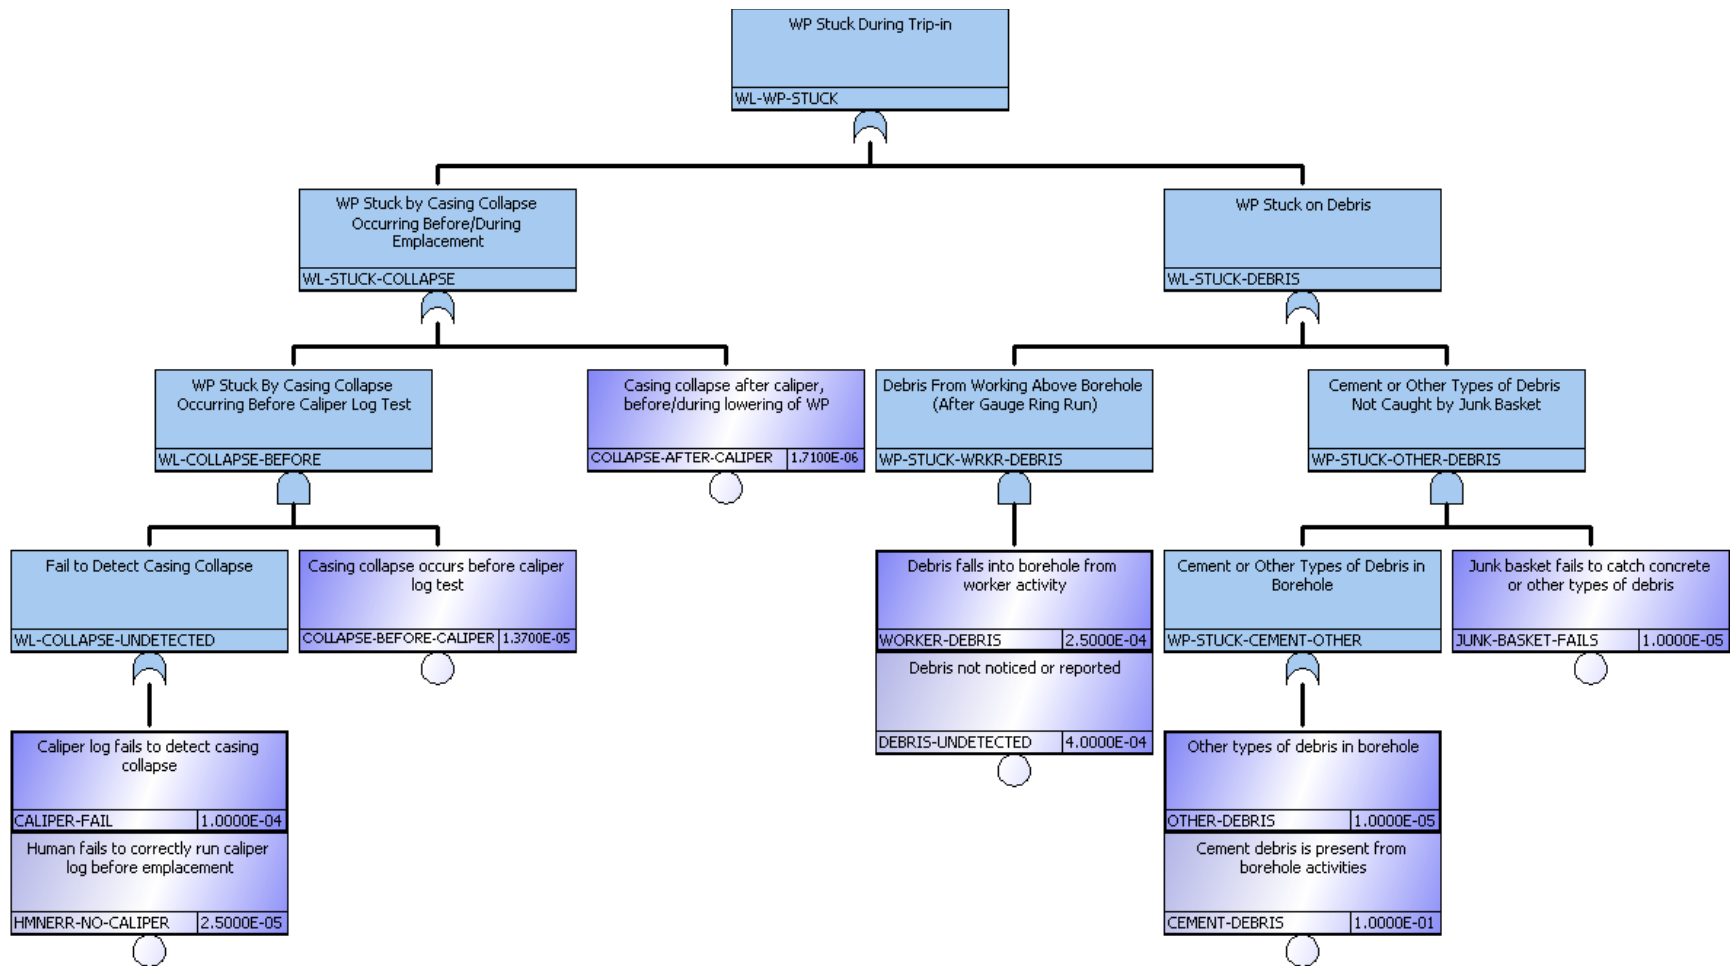 WP Stuck During Trip-in
WL-WP-STUCK
WP Stuck by Casing Collapse
Occurring Before/During
Emplacement
WL-STUCK-COLLAPSE
WP Stuck on Debris
WL-STUCK-DEBRIS
WP Stuck By Casing Collapse
Occurring Before Caliper Log Test
WL-COLLAPSE-BEFORE
Casing collapse after caliper,
before/during lowering of WP
COLLAPSE-AFTER-CALIPER 1.7100E-06
Debris From Working Above Borehole
(After Gauge Ring Run)
WP-STUCK-WRKR-DEBRIS
Cement or Other Types of Debris
Not Caught by Junk Basket
WP-STUCK-OTHER-DEBRIS
Fail to Detect Casing Collapse
WL-COLLAPSE-UNDETECTED
Casing collapse occurs before caliper
log test
COLLAPSE-BEFORE-CALIPER 1.3700E-05
Debris falls into borehole from
worker activity
WORKER-DEBRIS 2.5000E-04
Debris not noticed or reported
DEBRIS-UNDETECTED 4.0000E-04
Cement or Other Types of Debris in
Borehole
WP-STUCK-CEMENT-OTHER
Junk basket fails to catch concrete
or other types of debris
JUNK-BASKET-FAILS 1.0000E-05
Caliper log fails to detect casing
collapse
CALIPER-FAIL 1.0000E-04
Human fails to correctly run caliper
log before emplacement
HMNERR-NO-CALIPER 2.5000E-05
Other types of debris in borehole
OTHER-DEBRIS 1.0000E-05
Cement debris is present from
borehole activities
CEMENT-DEBRIS 1.0000E-01